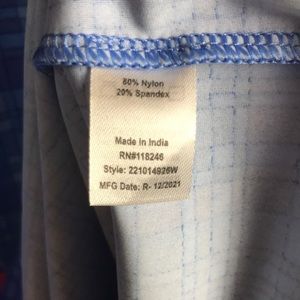 80% Nylon
20% Spandex
Made in India
RN#118246
Style: 221014926W
MFG Date: R- 12/2021